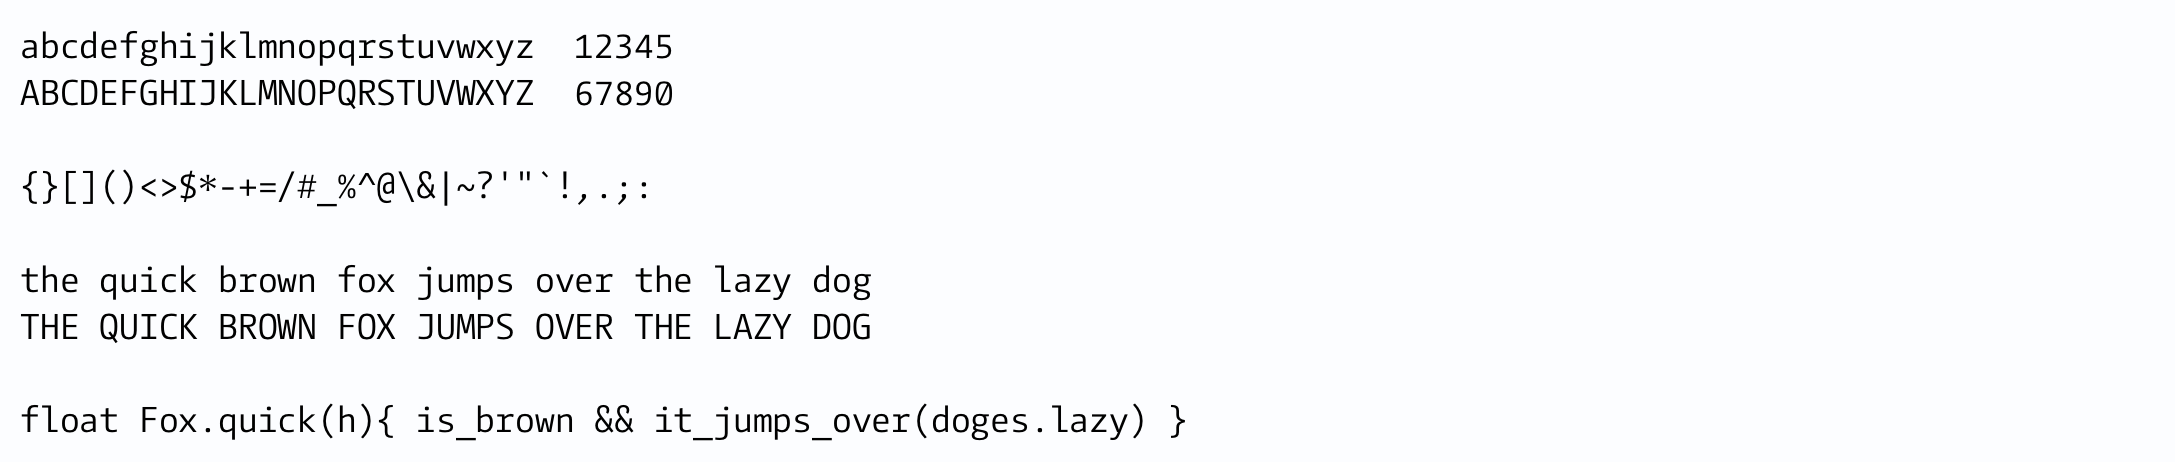 abcdefghijklmnopqrstuvwxyz  12345
ABCDEFGHIJKLMNOPQRSTUVWXYZ  67890
{}[]()<>$*-+=/#_%^@\&|~?'"`!,.;:
the quick brown fox jumps over the lazy dog
THE QUICK BROWN FOX JUMPS OVER THE LAZY DOG
float Fox.quick(h){ is_brown && it_jumps_over(doges.lazy) }